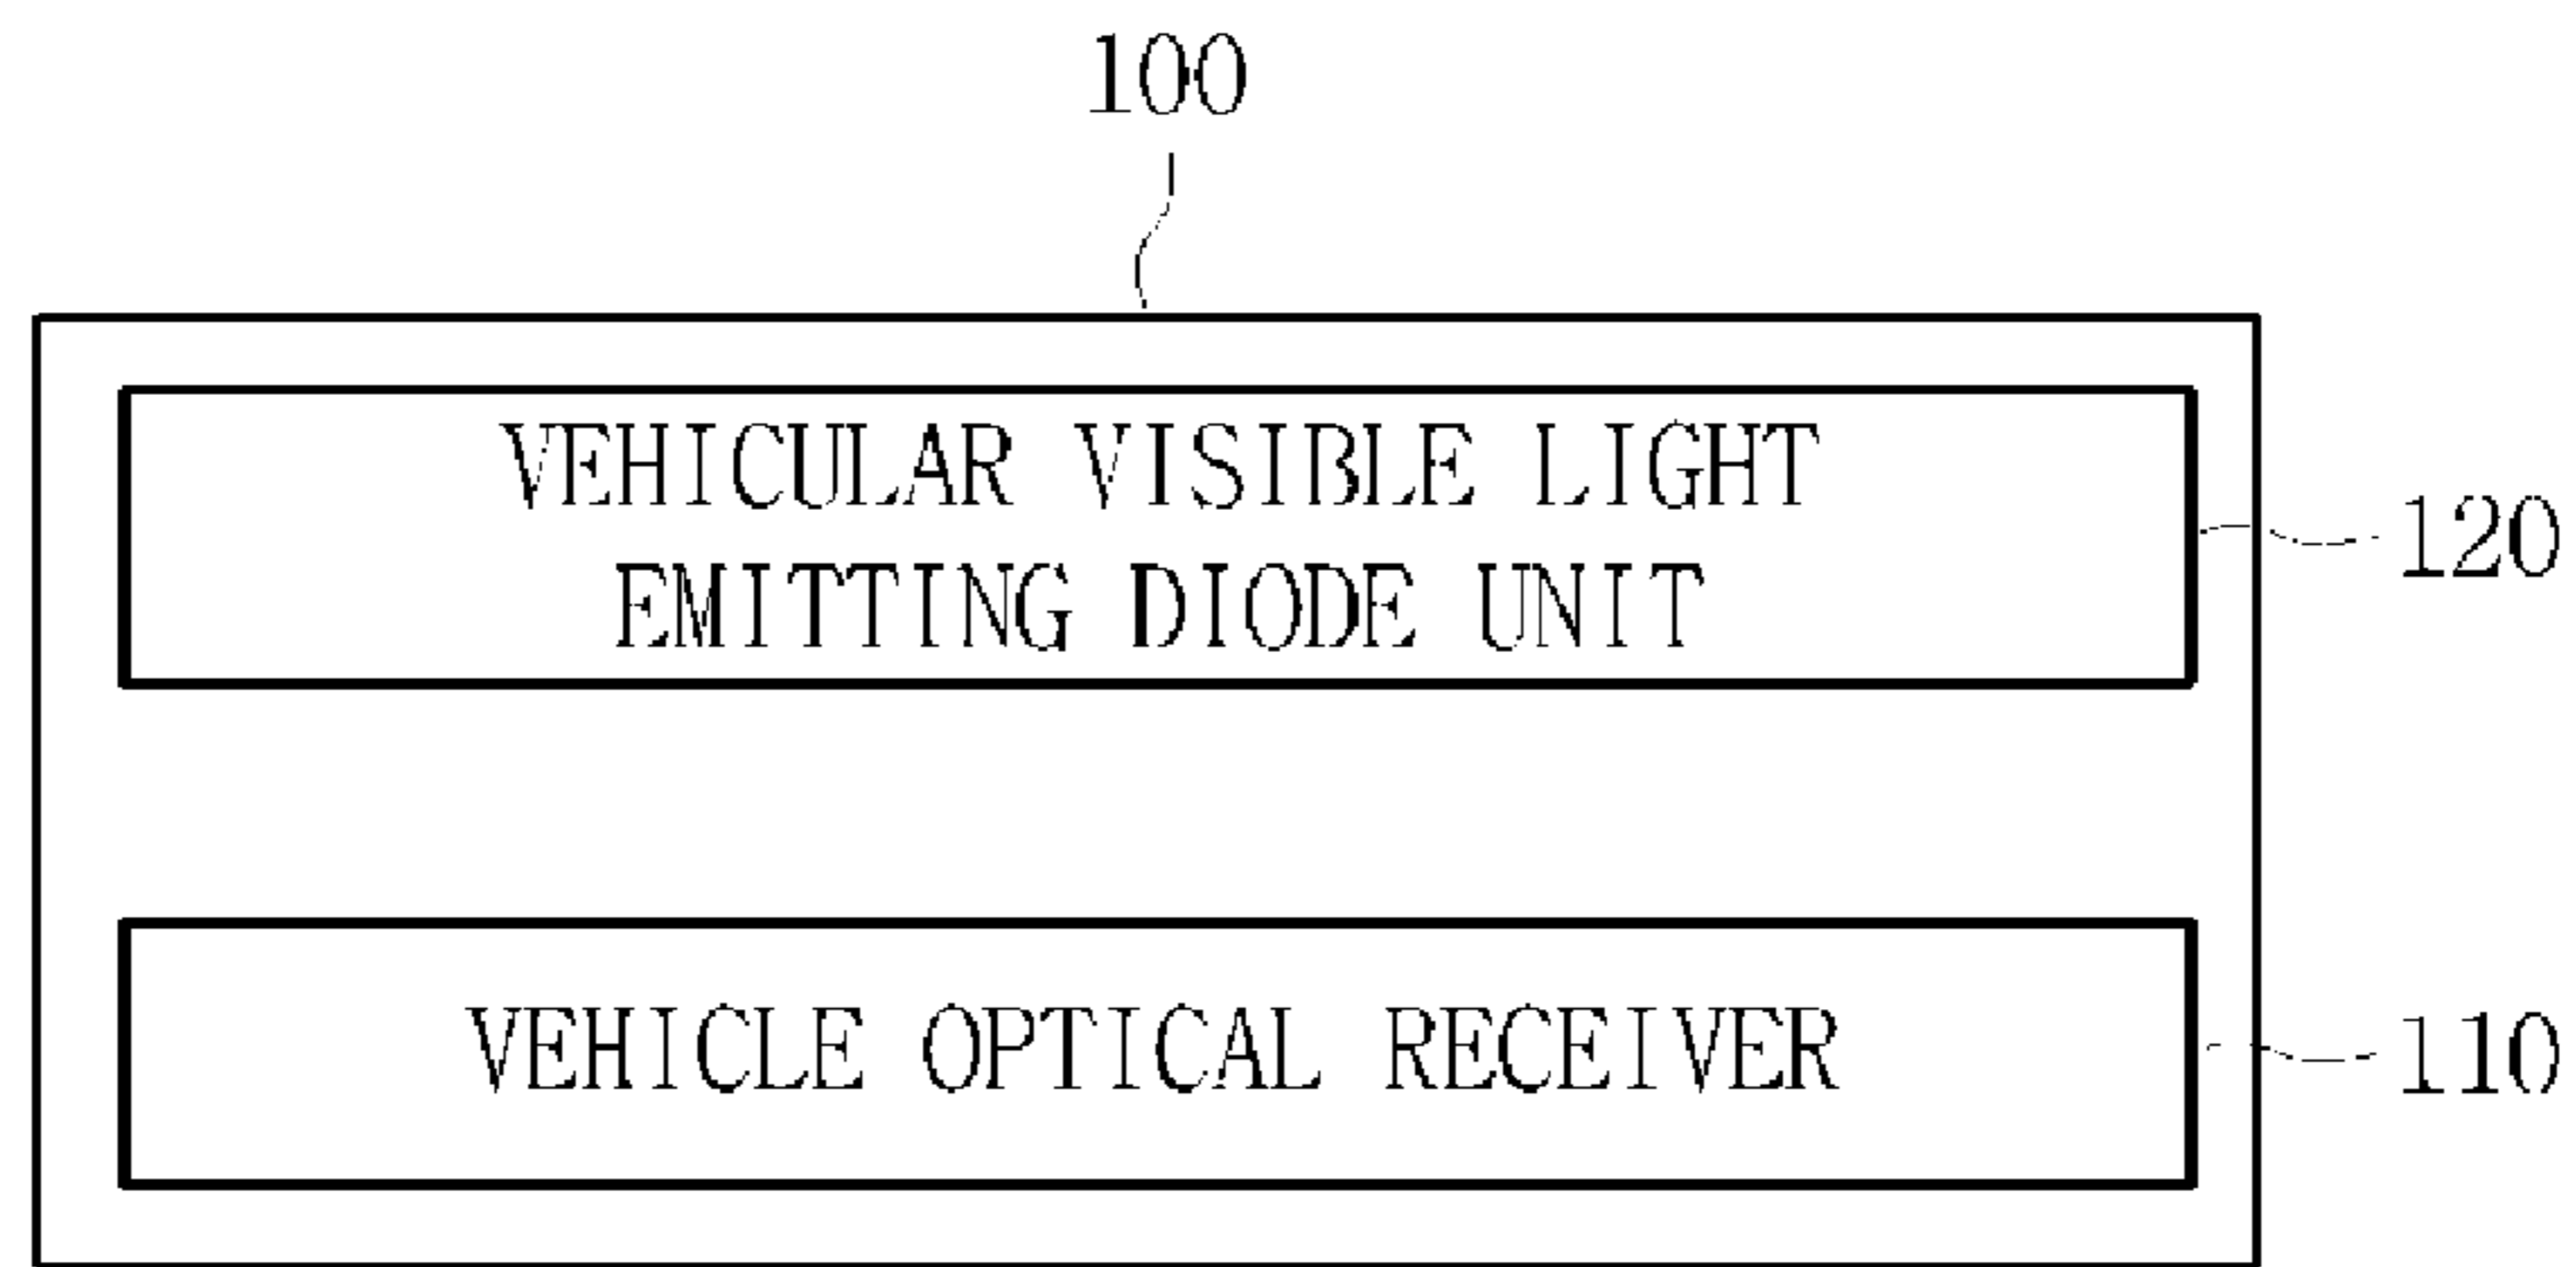 100
VEHICULAR VISIBLE LIGHT
EMITTING DIODE UNIT
120
VEHICLE OPTICAL RECEIVER
110